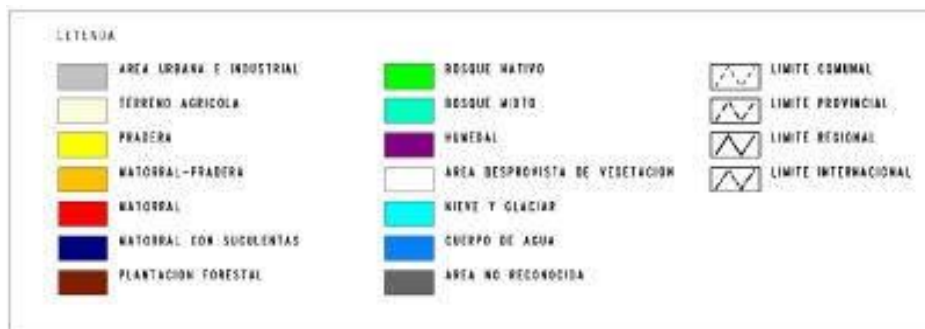 LEYENDA
AREA URBANA E INDUSTRIAL
TERRENO AGRICOLA
PRADERA
MATORRAL-PRADERA
MATORRAL
MATORRAL CON SUCULENTAS
PLANTACION FORESTAL
BOSQUE NATIVO
BOSQUE MIXTO
HUMEDAL
AREA DESPROVISTA DE VEGETACION
NIEVE Y GLACIAR
CUERPO DE AGUA
AREA NO RECONOCIDA
LIMITE COMUNAL
LIMITE PROVINCIAL
LIMITE REGIONAL
LIMITE INTERNACIONAL